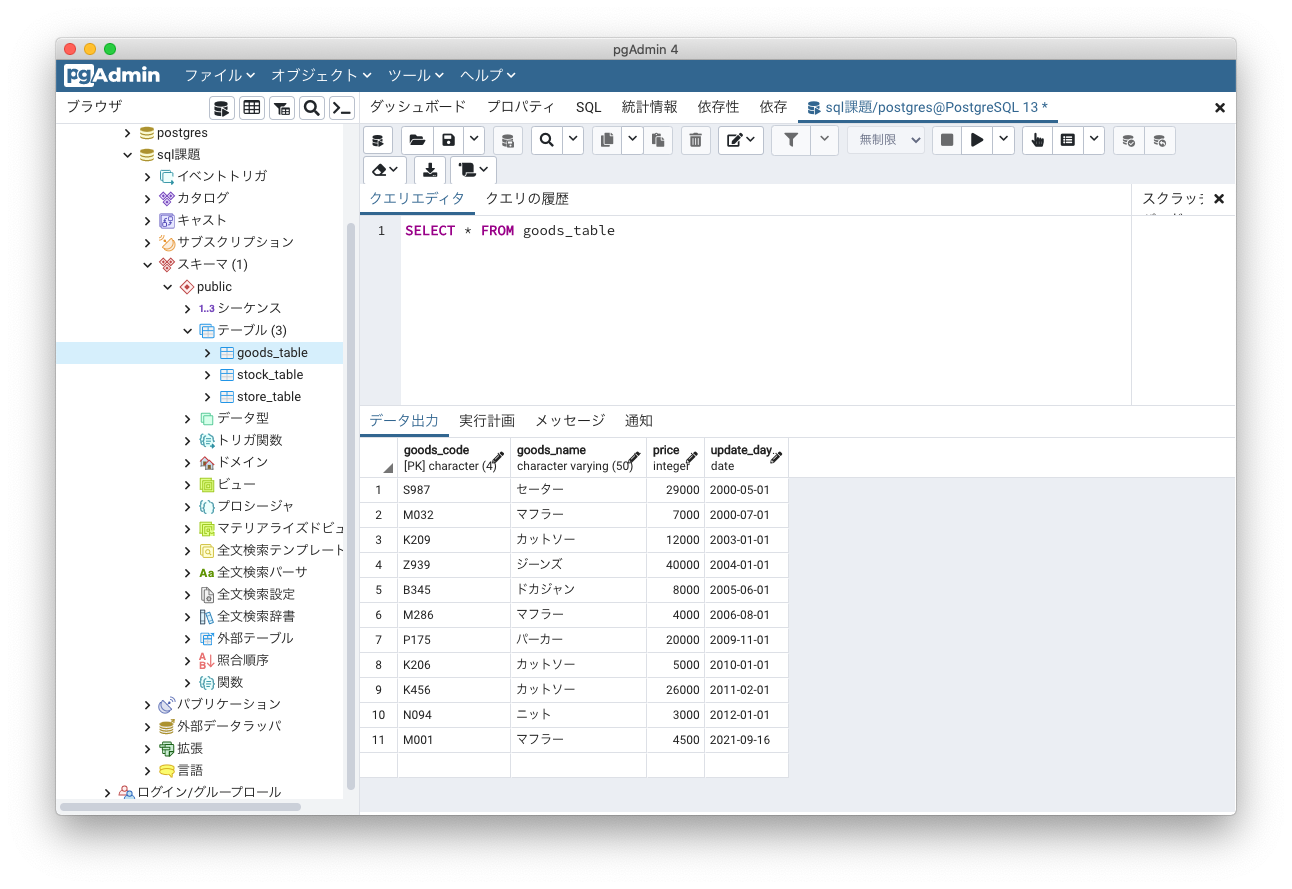 pgAdmin 4
pgAdmin ファイル オブジェクト ツール ヘルプ
ブラウザ
ダッシュボード プロパティ SQL 統計情報 依存性 依存 sql課題/postgres@PostgreSQL 13 *
無制限
postgres
sql課題
イベントトリガ
カタログ
キャスト
サブスクリプション
スキーマ (1)
public
1..3 シーケンス
テーブル (3)
goods_table
stock_table
store_table
データ型
トリガ関数
ドメイン
ビュー
プロシージャ
マテリアライズドビュ
全文検索テンプレート
Aa 全文検索パーサ
全文検索設定
全文検索辞書
外部テーブル
照合順序
関数
パブリケーション
外部データラッパ
拡張
言語
ログイン/グループロール
クエリエディタ クエリの履歴
スクラッチ
1 SELECT * FROM goods_table
データ出力 実行計画 メッセージ 通知
goods_code goods_name price update_day
[PK] character (4) character varying (50) integer date
1 S987 セーター 29000 2000-05-01
2 M032 マフラー 7000 2000-07-01
3 K209 カットソー 12000 2003-01-01
4 Z939 ジーンズ 40000 2004-01-01
5 B345 ドカジャン 8000 2005-06-01
6 M286 マフラー 4000 2006-08-01
7 P175 パーカー 20000 2009-11-01
8 K206 カットソー 5000 2010-01-01
9 K456 カットソー 26000 2011-02-01
10 N094 ニット 3000 2012-01-01
11 M001 マフラー 4500 2021-09-16